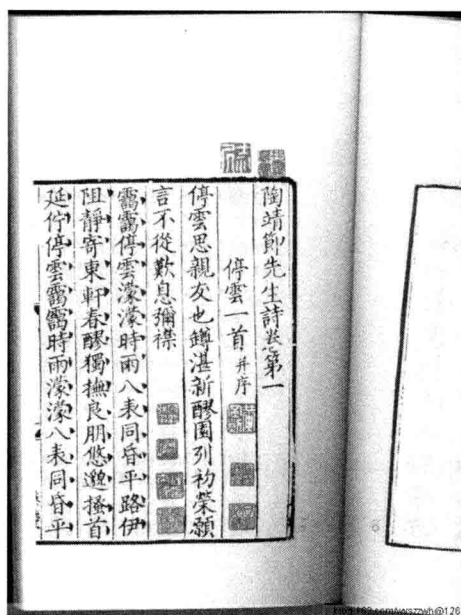 陶靖節先生詩卷第一
停雲一首并序
停雲思親友也罇湛新醪園列初榮願
言不從歎息彌襟
靄靄停雲濛濛時雨八表同昏平路伊
阻靜寄東軒春醪獨撫良朋悠邈搔首
延佇停雲靄靄時雨濛濛八表同昏平